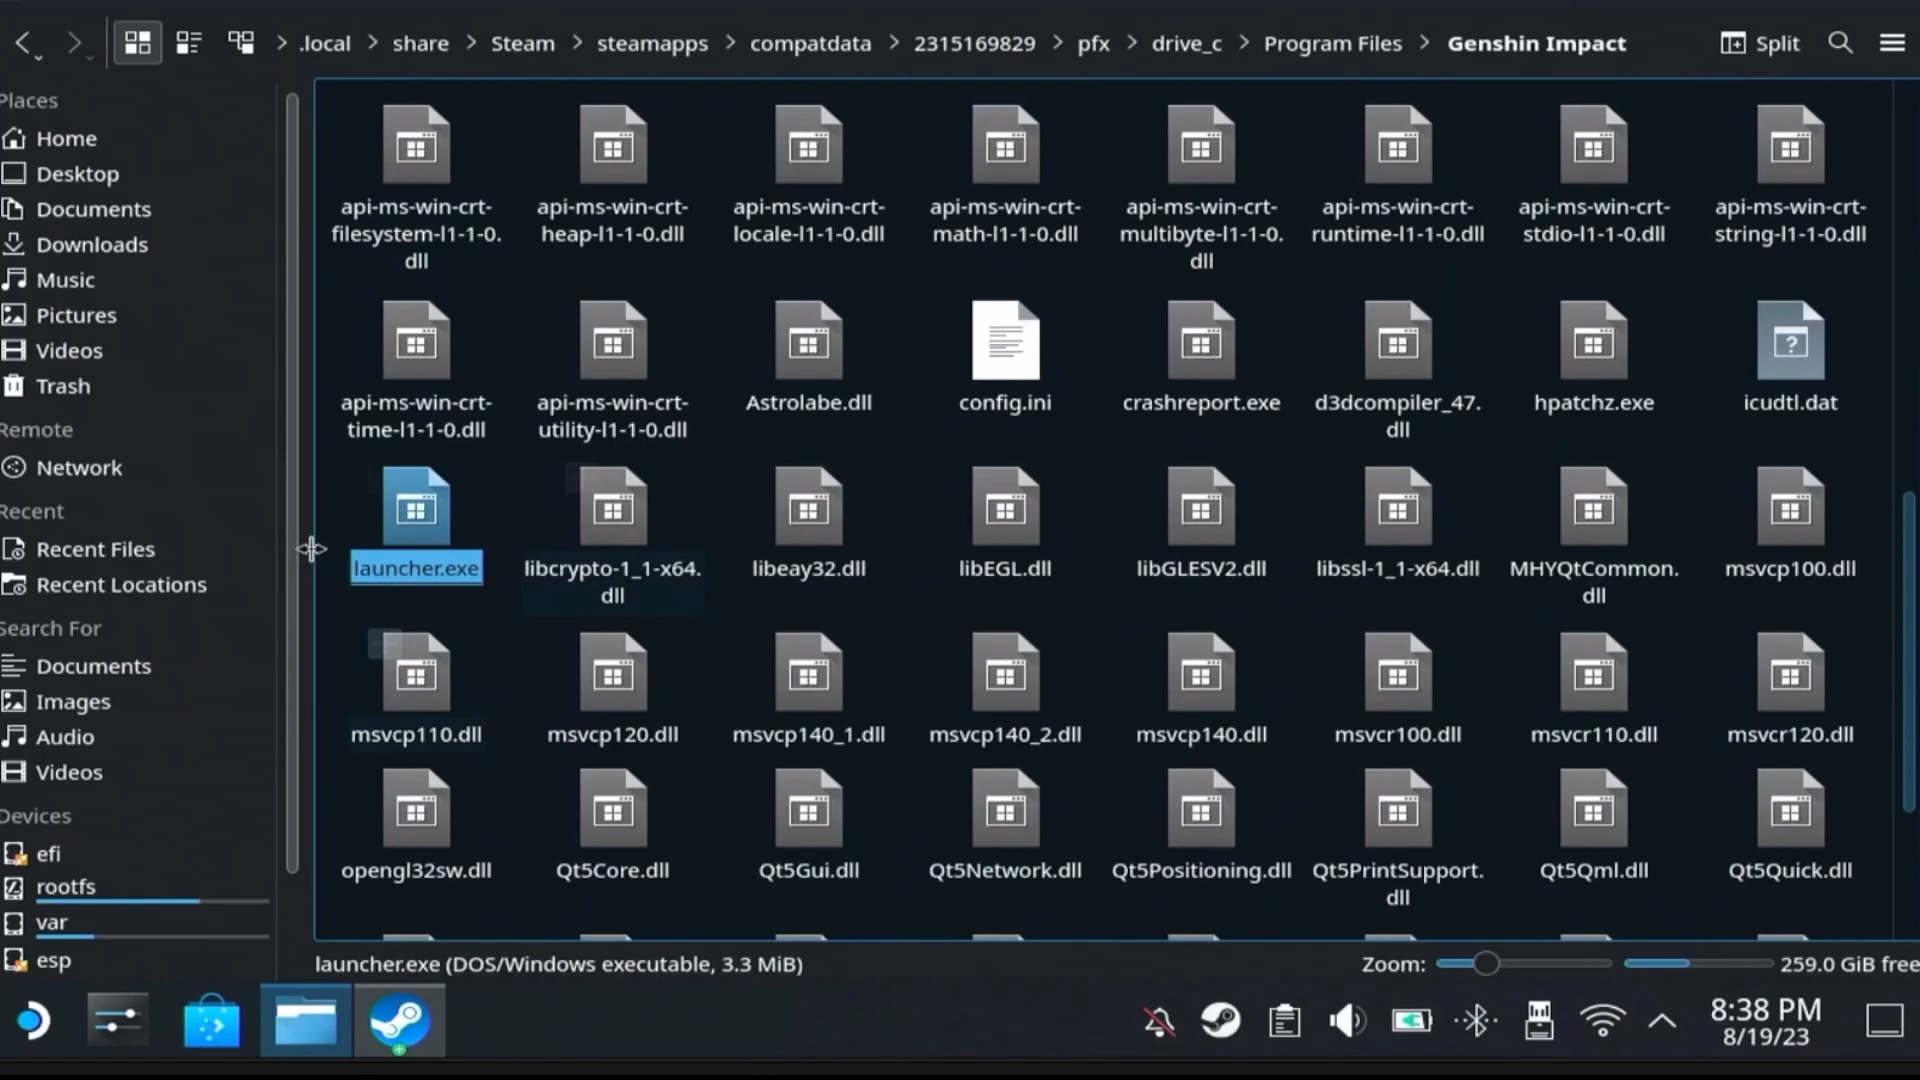 .local
share
Steam
steamapps
compatdata
2315169829
pfx
drive_c
Program Files
Genshin Impact
Split
Places
Home
Desktop
Documents
Downloads
Music
Pictures
Videos
Trash
Remote
Network
Recent
Recent Files
Recent Locations
Search For
Documents
Images
Audio
Videos
Devices
efi
rootfs
var
esp
api-ms-win-crt-
filesystem-l1-1-0.
dll
api-ms-win-crt-
heap-l1-1-0.dll
api-ms-win-crt-
locale-l1-1-0.dll
api-ms-win-crt-
math-l1-1-0.dll
api-ms-win-crt-
multibyte-l1-1-0.
dll
api-ms-win-crt-
runtime-l1-1-0.dll
api-ms-win-crt-
stdio-l1-1-0.dll
api-ms-win-crt-
string-l1-1-0.dll
api-ms-win-crt-
time-l1-1-0.dll
api-ms-win-crt-
utility-l1-1-0.dll
Astrolabe.dll
config.ini
crashreport.exe
d3dcompiler_47.
dll
hpatchz.exe
icudtl.dat
launcher.exe
libcrypto-1_1-x64.
dll
libeay32.dll
libEGL.dll
libGLESV2.dll
libssl-1_1-x64.dll
MHYQtCommon.
dll
msvcp100.dll
msvcp110.dll
msvcp120.dll
msvcp140_1.dll
msvcp140_2.dll
msvcp140.dll
msvcr100.dll
msvcr110.dll
msvcr120.dll
opengl32sw.dll
Qt5Core.dll
Qt5Gui.dll
Qt5Network.dll
Qt5Positioning.dll
Qt5PrintSupport.
dll
Qt5Qml.dll
Qt5Quick.dll
launcher.exe (DOS/Windows executable, 3.3 MiB)
Zoom:
259.0 GiB free
8:38 PM
8/19/23